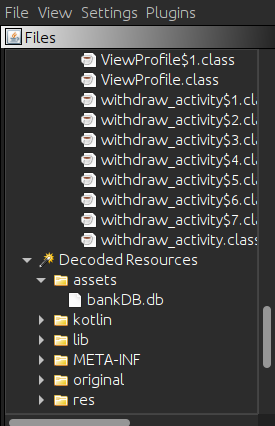 File View Settings Plugins
Files
ViewProfile$1.class
ViewProfile.class
withdraw_activity$1.cl
withdraw_activity$2.cl
withdraw_activity$3.cl
withdraw_activity$4.cl
withdraw_activity$5.cl
withdraw_activity$6.cl
withdraw_activity$7.cl
withdraw_activity.class
Decoded Resources
assets
bankDB.db
kotlin
lib
META-INF
original
res